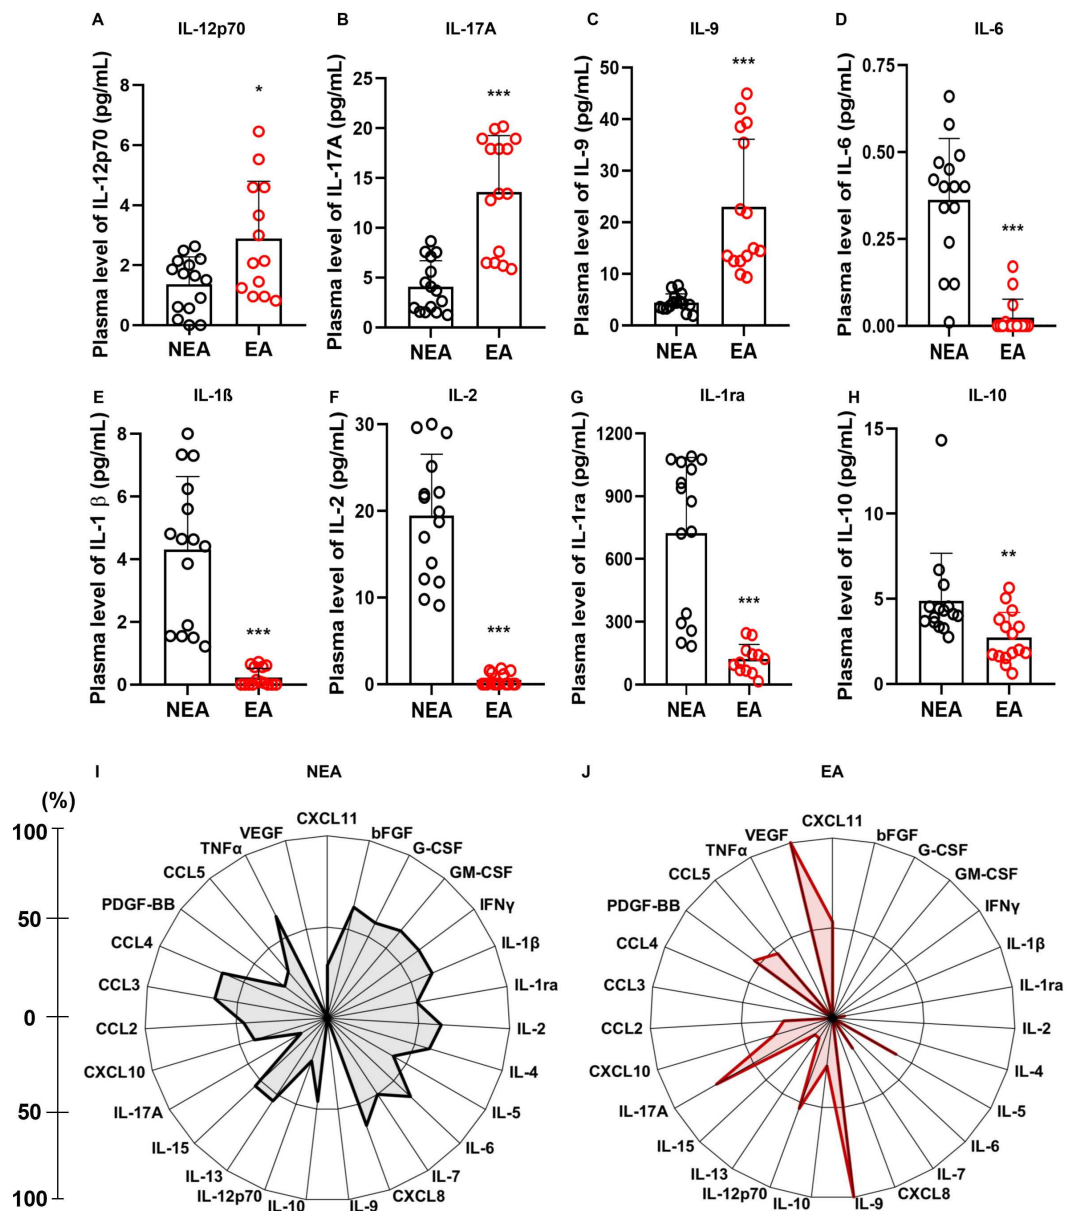 A
IL-12p70
Plasma level of IL-12p70 (pg/mL)
8
6
4
2
0
*
NEA
EA
B
IL-17A
Plasma level of IL-17A (pg/mL)
25
20
15
10
5
0
***
NEA
EA
C
IL-9
Plasma level of IL-9 (pg/mL)
50
40
30
20
10
0
***
NEA
EA
D
IL-6
Plasma level of IL-6 (pg/mL)
0.75
0.50
0.25
0.00
***
NEA
EA
E
IL-1ß
Plasma level of IL-1 β (pg/mL)
8
6
4
2
0
***
NEA
EA
F
IL-2
Plasma level of IL-2 (pg/mL)
30
20
10
0
***
NEA
EA
G
IL-1ra
Plasma level of IL-1ra (pg/mL)
1200
900
600
300
0
***
NEA
EA
H
IL-10
Plasma level of IL-10 (pg/mL)
15
10
5
0
**
NEA
EA
I
NEA
(%)
100
50
0
50
100
CXCL11
bFGF
G-CSF
GM-CSF
IFNγ
IL-1β
IL-1ra
IL-2
IL-4
IL-5
IL-6
IL-7
CXCL8
IL-9
IL-10
IL-12p70
IL-13
IL-15
IL-17A
CXCL10
CCL2
CCL3
CCL4
PDGF-BB
CCL5
TNFα
VEGF
J
EA
CXCL11
bFGF
G-CSF
GM-CSF
IFNγ
IL-1β
IL-1ra
IL-2
IL-4
IL-5
IL-6
IL-7
CXCL8
IL-9
IL-10
IL-12p70
IL-13
IL-15
IL-17A
CXCL10
CCL2
CCL3
CCL4
PDGF-BB
CCL5
TNFα
VEGF